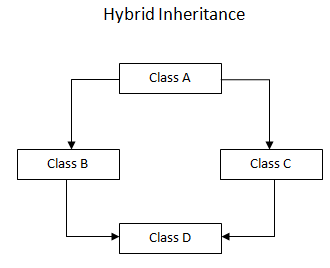 Hybrid Inheritance
Class A
Class B
Class C
Class D